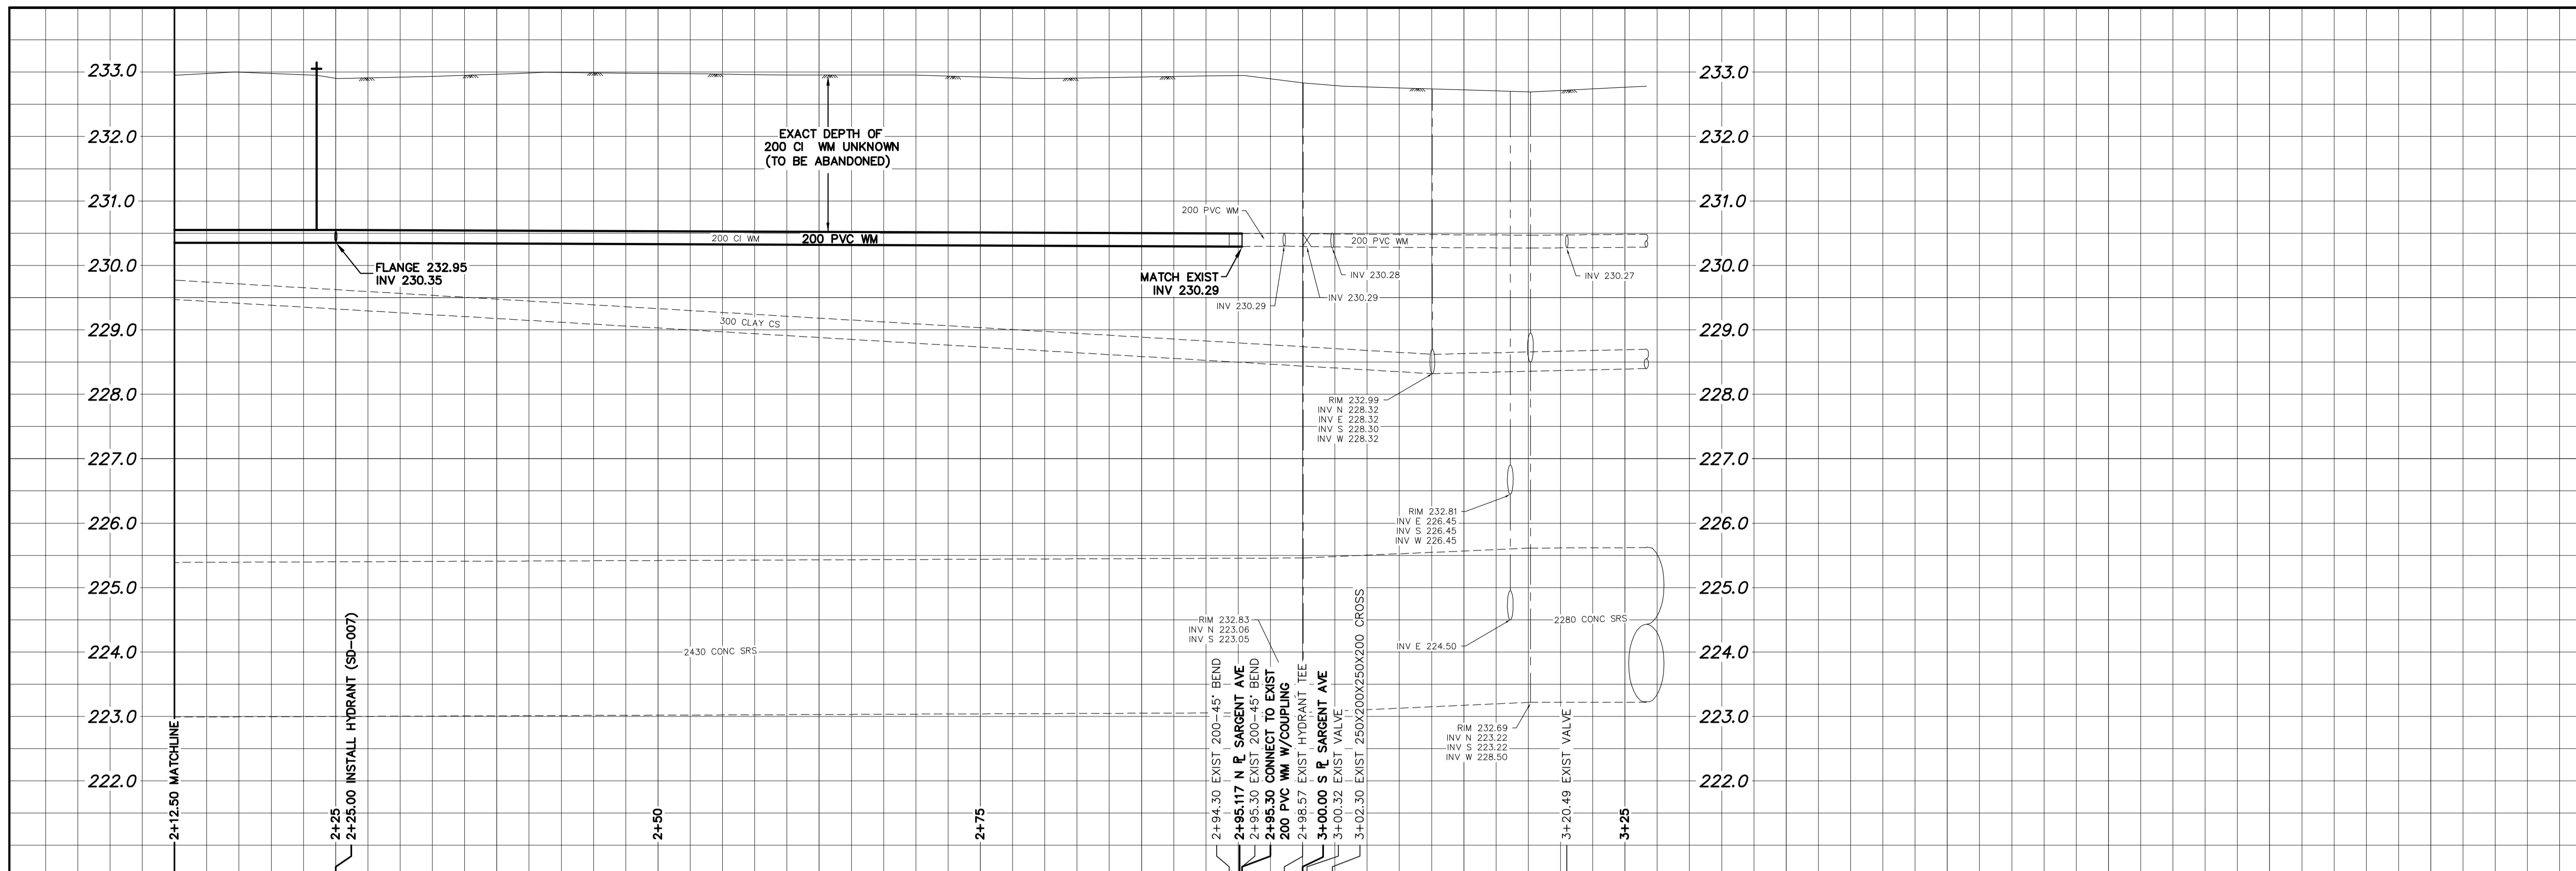 233.0
232.0
231.0
230.0
229.0
228.0
227.0
226.0
225.0
224.0
223.0
222.0
EXACT DEPTH OF
200 CI WM UNKNOWN
(TO BE ABANDONED)
200 CI WM
200 PVC WM
FLANGE 232.95
INV 230.35
300 CLAY CS
2430 CONC SRS
200 PVC WM
MATCH EXIST
INV 230.29
INV 230.29
INV 230.29
INV 230.28
200 PVC WM
INV 230.27
RIM 232.99
INV N 228.32
INV E 228.32
INV S 228.30
INV W 228.32
RIM 232.81
INV E 226.45
INV S 226.45
INV W 226.45
RIM 232.83
INV N 223.06
INV S 223.05
INV E 224.50
2280 CONC SRS
RIM 232.69
INV N 223.22
INV S 223.22
INV W 228.50
2+12.50 MATCHLINE
2+25
2+25.00 INSTALL HYDRANT (SD-007)
2+50
2+75
2+94.30 EXIST 200-45° BEND
2+95.117 N PL SARGENT AVE
2+95.30 EXIST 200-45° BEND
2+95.30 CONNECT TO EXIST
200 PVC WM W/COUPLING
2+98.57 EXIST HYDRANT TEE
3+00.00 S PL SARGENT AVE
3+00.32 EXIST VALVE
3+02.30 EXIST 250X200X250X200 CROSS
3+20.49 EXIST VALVE
3+25
233.0
232.0
231.0
230.0
229.0
228.0
227.0
226.0
225.0
224.0
223.0
222.0